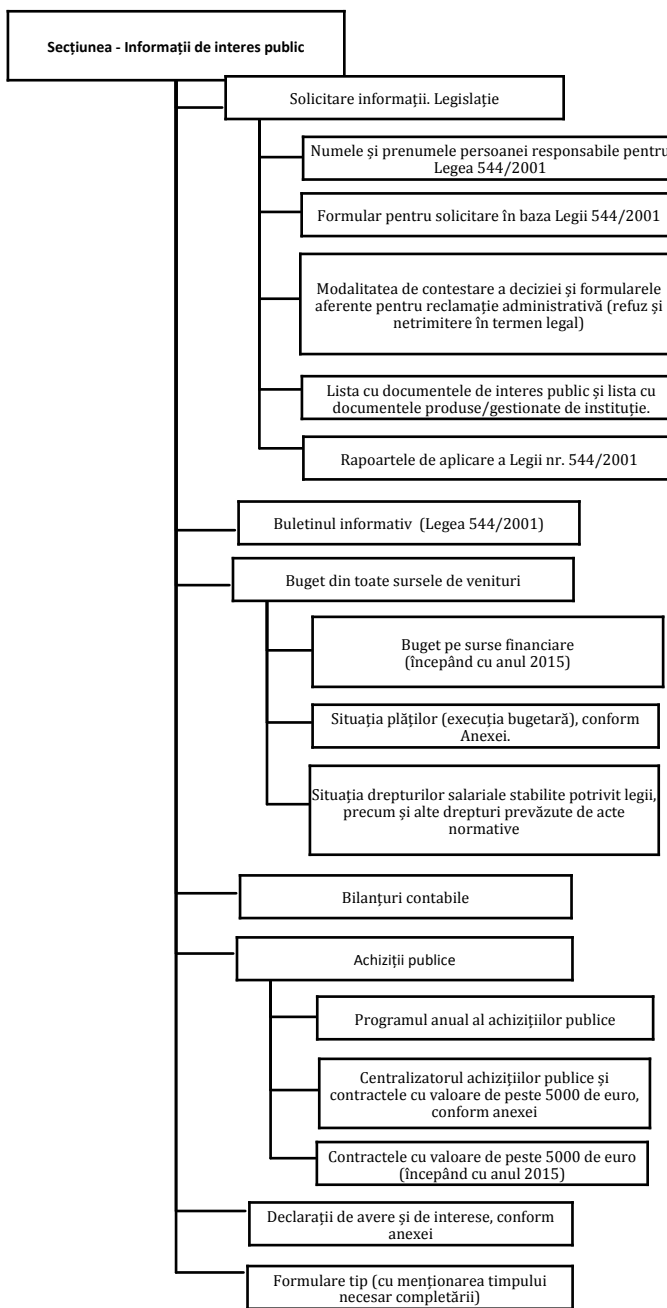 Secțiunea - Informații de interes public
Solicitare informații. Legislație
Numele și prenumele persoanei responsabile pentru
Legea 544/2001
Formular pentru solicitare în baza Legii 544/2001
Modalitatea de contestare a deciziei și formularele
aferente pentru reclamație administrativă (refuz și
netrimitere în termen legal)
Lista cu documentele de interes public și lista cu
documentele produse/gestionate de instituție.
Rapoartele de aplicare a Legii nr. 544/2001
Buletinul informativ (Legea 544/2001)
Buget din toate sursele de venituri
Buget pe surse financiare
(începând cu anul 2015)
Situația plăților (execuția bugetară), conform
Anexei.
Situația drepturilor salariale stabilite potrivit legii,
precum și alte drepturi prevăzute de acte
normative
Bilanțuri contabile
Achiziții publice
Programul anual al achizițiilor publice
Centralizatorul achizițiilor publice și
contractele cu valoare de peste 5000 de euro,
conform anexei
Contractele cu valoare de peste 5000 de euro
(începând cu anul 2015)
Declarații de avere și de interese, conform
anexei
Formulare tip (cu menționarea timpului
necesar completării)